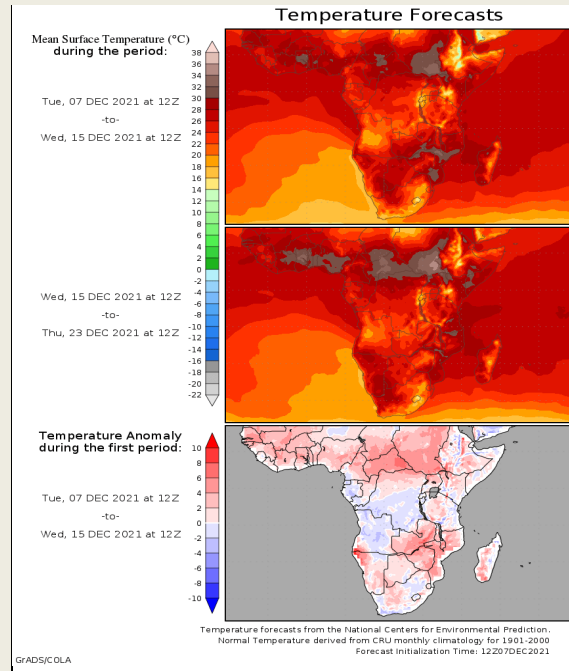 Temperature Forecasts
Mean Surface Temperature (°C)
during the period:
38
36
34
32
30
28
26
24
22
20
18
16
14
12
10
8
6
4
2
0
-2
-4
-6
-8
-10
-12
-14
-16
-18
-20
-22
Tue, 07 DEC 2021 at 12Z
-to-
Wed, 15 DEC 2021 at 12Z
Wed, 15 DEC 2021 at 12Z
-to-
Thu, 23 DEC 2021 at 12Z
Temperature Anomaly
during the first period:
10
8
6
4
2
0
-2
-4
-6
-8
-10
Tue, 07 DEC 2021 at 12Z
-to-
Wed, 15 DEC 2021 at 12Z
Temperature forecasts from the National Centers for Environmental Prediction.
Normal Temperature derived from CRU monthly climatology for 1901-2000
Forecast Initialization Time: 12Z07DEC2021
GrADS/COLA